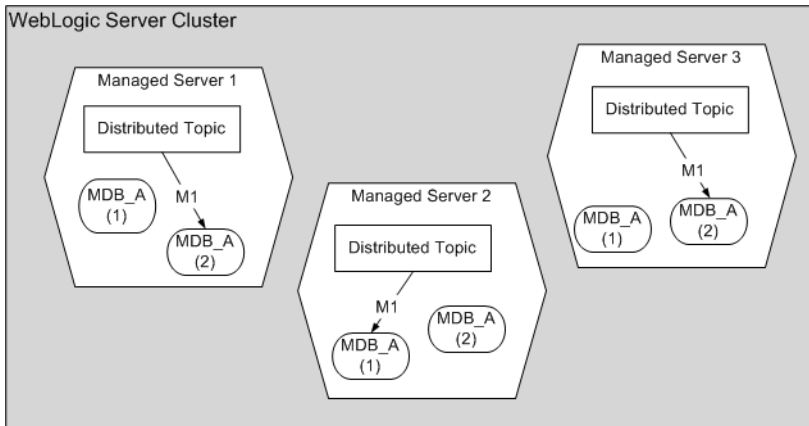 WebLogic Server Cluster
Managed Server 1
Distributed Topic
M1
MDB_A
(1)
MDB_A
(2)
Managed Server 2
Distributed Topic
M1
MDB_A
(1)
MDB_A
(2)
Managed Server 3
Distributed Topic
M1
MDB_A
(1)
MDB_A
(2)